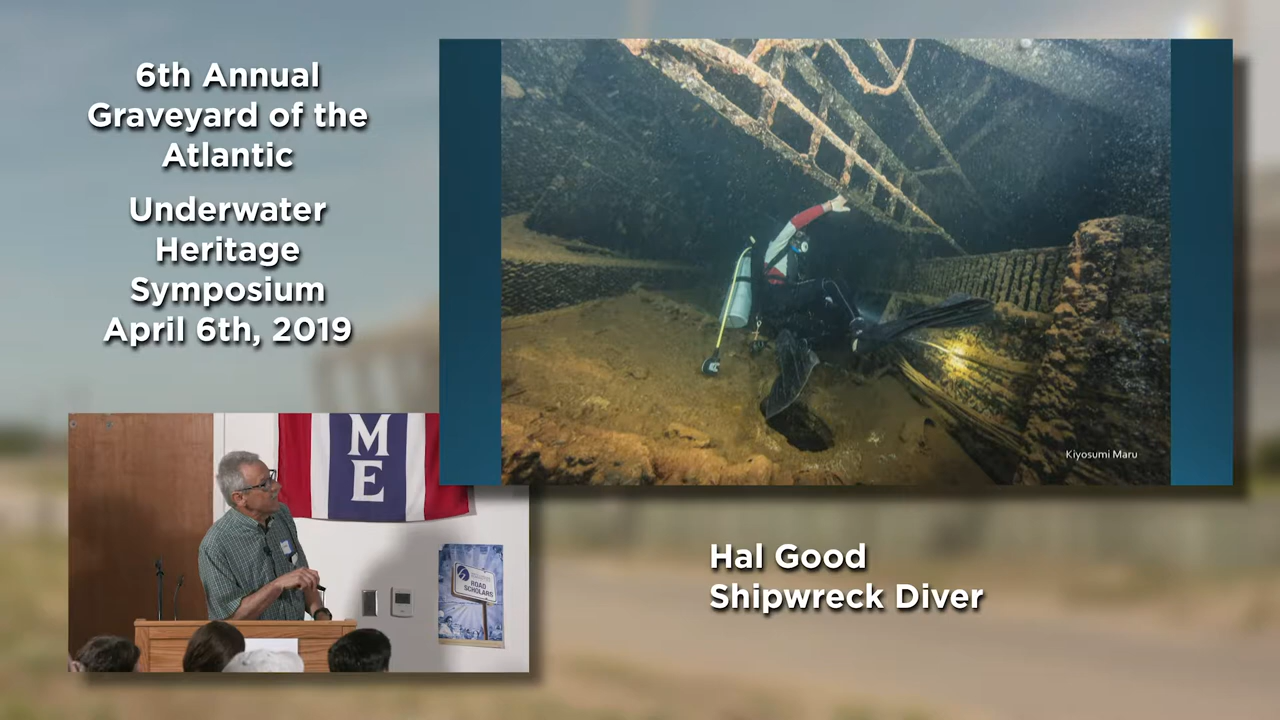 6th Annual
Graveyard of the
Atlantic
Underwater
Heritage
Symposium
April 6th, 2019
Kiyosumi Maru
M
E
ROAD
SCHOLARS
Hal Good
Shipwreck Diver